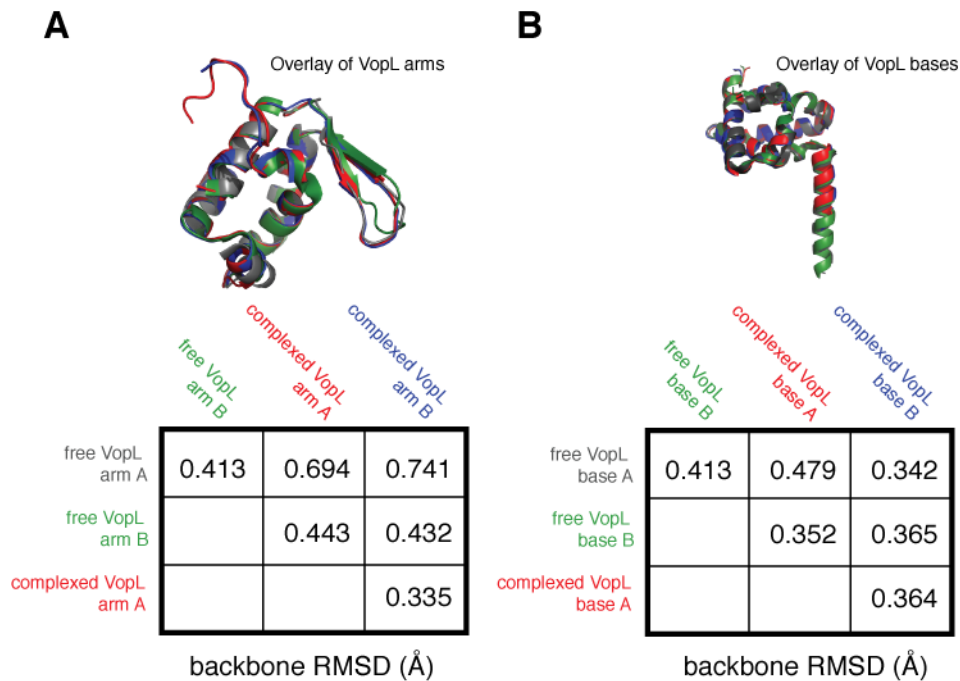 A
Overlay of VopL arms
free VopL
arm B
complexed VopL
arm A
complexed VopL
arm B
free VopL
arm A
0.413 0.694 0.741
free VopL
arm B
0.443 0.432
complexed VopL
arm A
0.335
backbone RMSD (Å)
B
Overlay of VopL bases
free VopL
base B
complexed VopL
base A
complexed VopL
base B
free VopL
base A
0.413 0.479 0.342
free VopL
base B
0.352 0.365
complexed VopL
base A
0.364
backbone RMSD (Å)